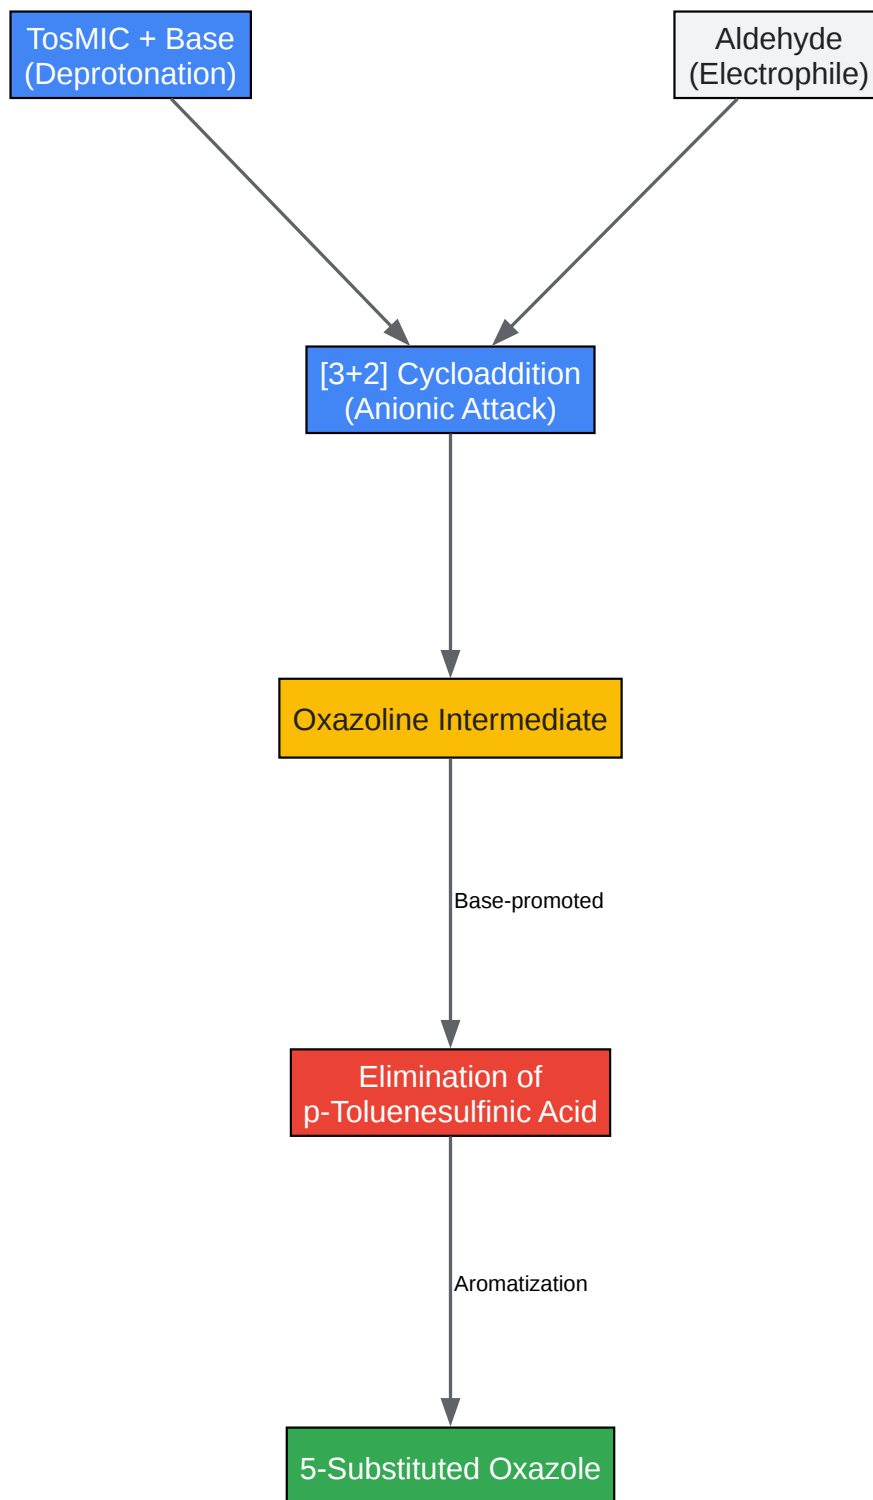 TosMIC + Base
(Deprotonation)
Aldehyde
(Electrophile)
[3+2] Cycloaddition
(Anionic Attack)
Oxazoline Intermediate
Base-promoted
Elimination of
p-Toluenesulfinic Acid
Aromatization
5-Substituted Oxazole